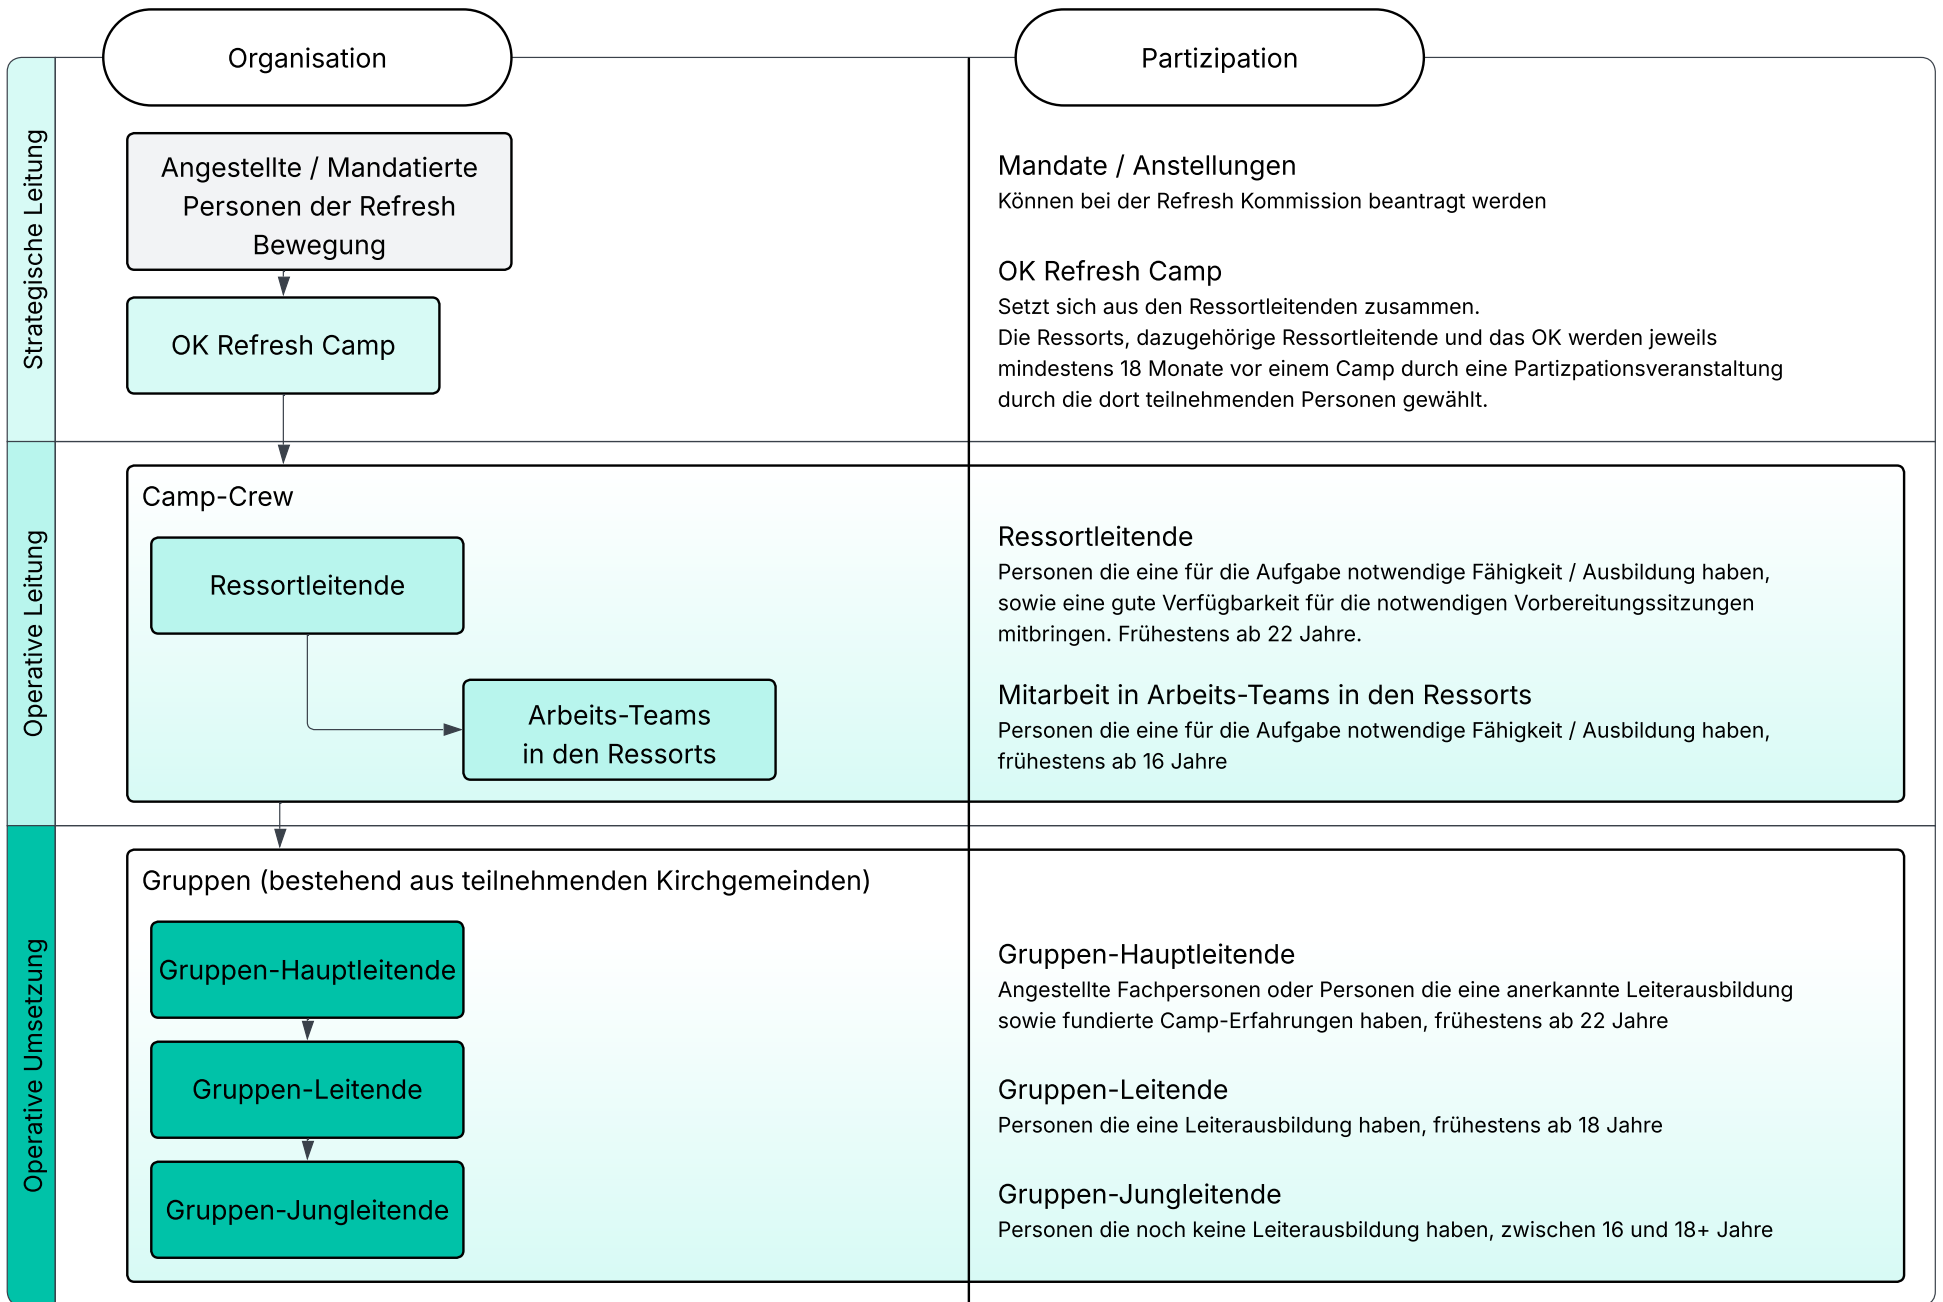 Organisation
Partizipation
Strategische Leitung
Angestellte / Mandatierte
Personen der Refresh
Bewegung
OK Refresh Camp
Mandate / Anstellungen
Können bei der Refresh Kommission beantragt werden
OK Refresh Camp
Setzt sich aus den Ressortleitenden zusammen.
Die Ressorts, dazugehörige Ressortleitende und das OK werden jeweils
mindestens 18 Monate vor einem Camp durch eine Partizpationsveranstaltung
durch die dort teilnehmenden Personen gewählt.
Operative Leitung
Camp-Crew
Ressortleitende
Arbeits-Teams
in den Ressorts
Ressortleitende
Personen die eine für die Aufgabe notwendige Fähigkeit / Ausbildung haben,
sowie eine gute Verfügbarkeit für die notwendigen Vorbereitungssitzungen
mitbringen. Frühestens ab 22 Jahre.
Mitarbeit in Arbeits-Teams in den Ressorts
Personen die eine für die Aufgabe notwendige Fähigkeit / Ausbildung haben,
frühestens ab 16 Jahre
Operative Umsetzung
Gruppen (bestehend aus teilnehmenden Kirchgemeinden)
Gruppen-Hauptleitende
Gruppen-Leitende
Gruppen-Jungleitende
Gruppen-Hauptleitende
Angestellte Fachpersonen oder Personen die eine anerkannte Leiterausbildung
sowie fundierte Camp-Erfahrungen haben, frühestens ab 22 Jahre
Gruppen-Leitende
Personen die eine Leiterausbildung haben, frühestens ab 18 Jahre
Gruppen-Jungleitende
Personen die noch keine Leiterausbildung haben, zwischen 16 und 18+ Jahre